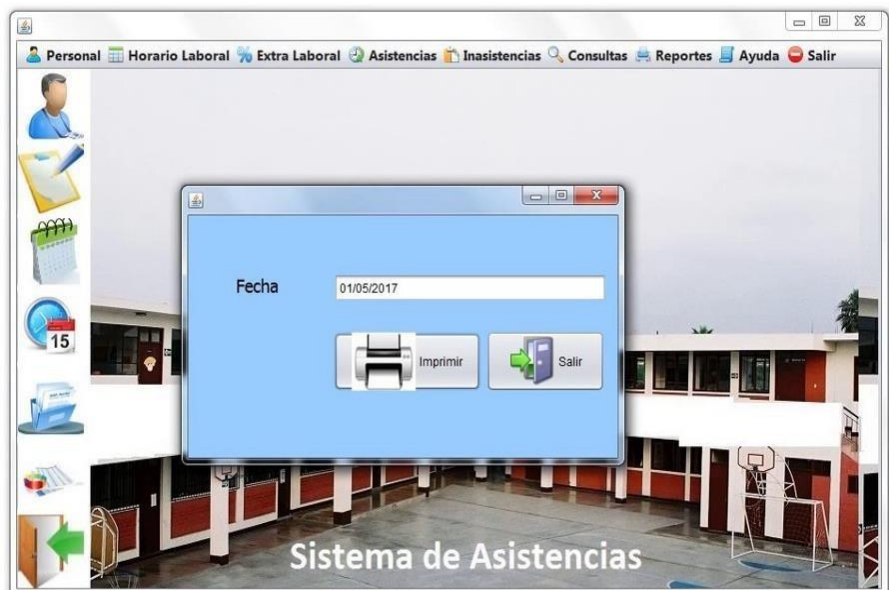 Personal Horario Laboral Extra Laboral Asistencias Inasistencias Consultas Reportes Ayuda Salir
Fecha 01/05/2017
Imprimir Salir
15
Sistema de Asistencias